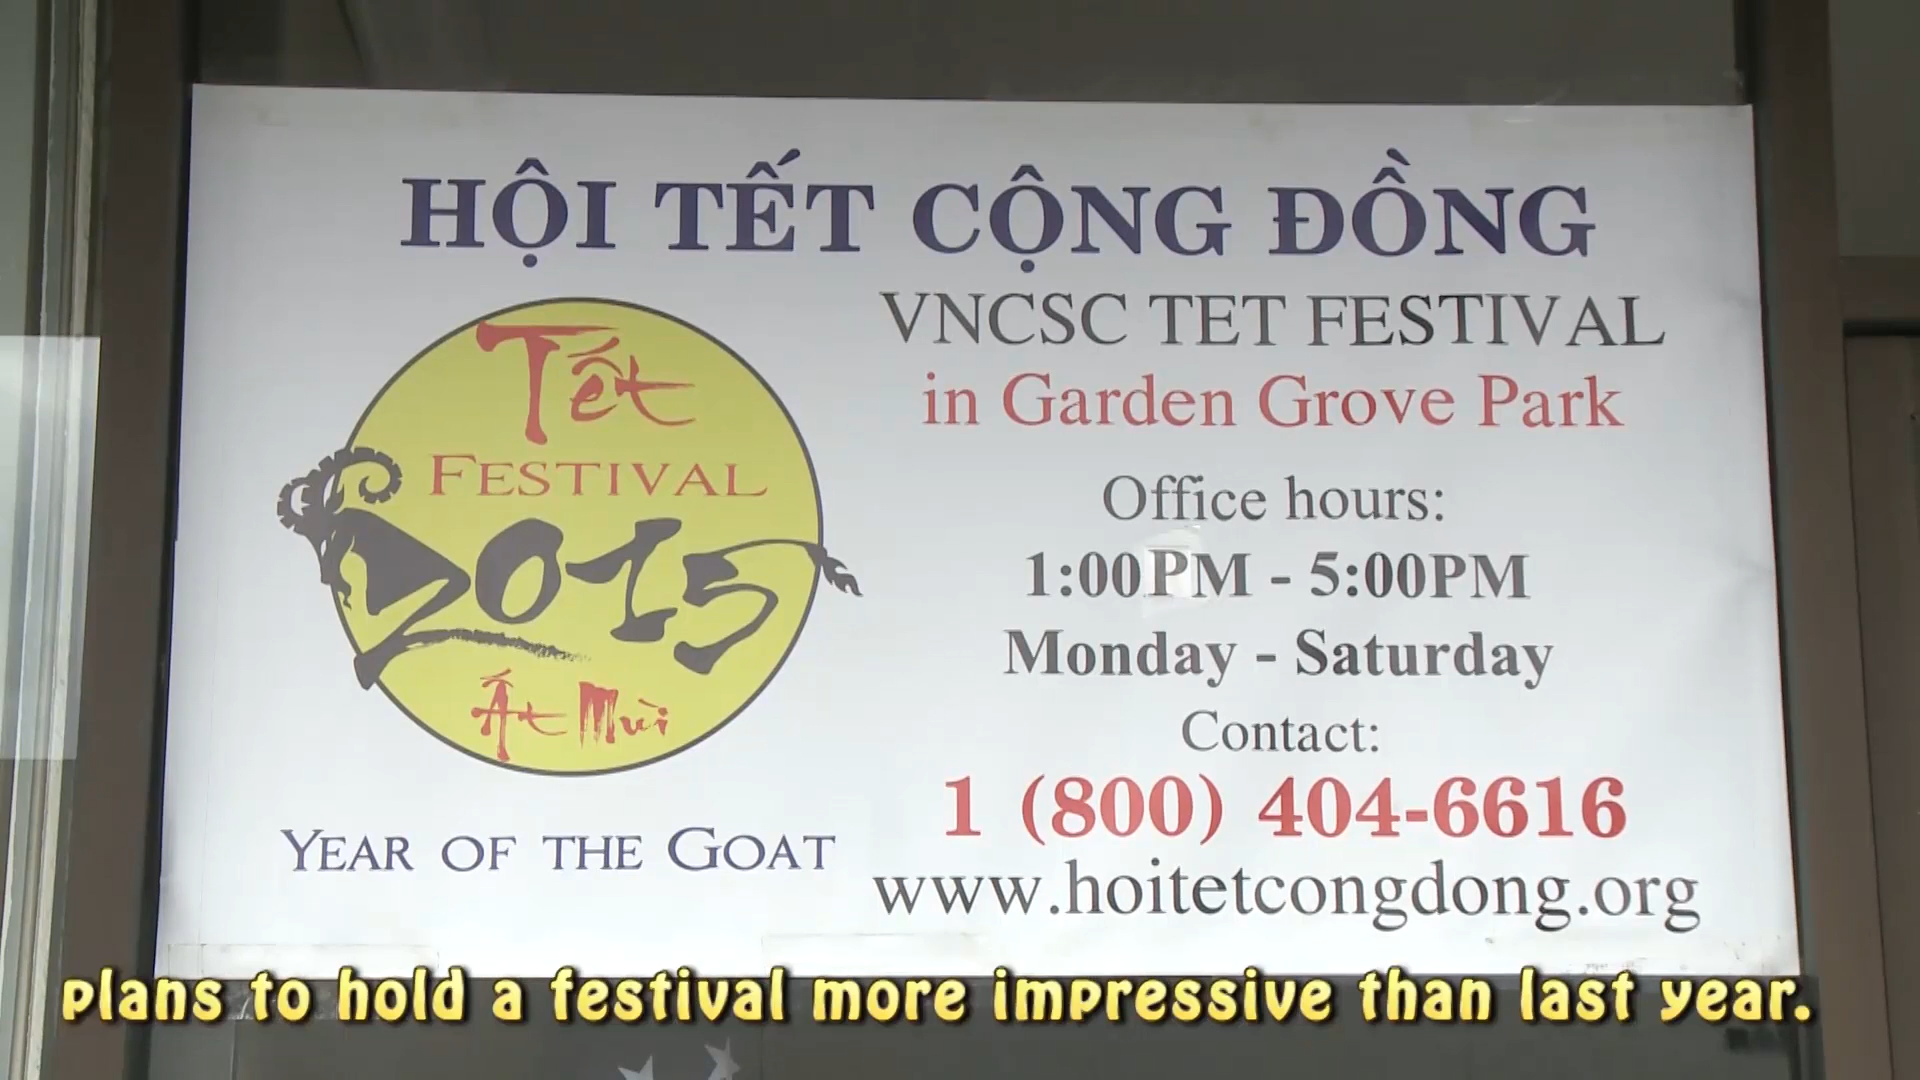 HỘI TẾT CỘNG ĐỒNG
VNCSC TET FESTIVAL
in Garden Grove Park
Office hours:
1:00PM - 5:00PM
Monday - Saturday
Contact:
1 (800) 404-6616
www.hoitetcongdong.org
Tết
FESTIVAL
2015
Ất Mùi
YEAR OF THE GOAT
plans to hold a festival more impressive than last year.